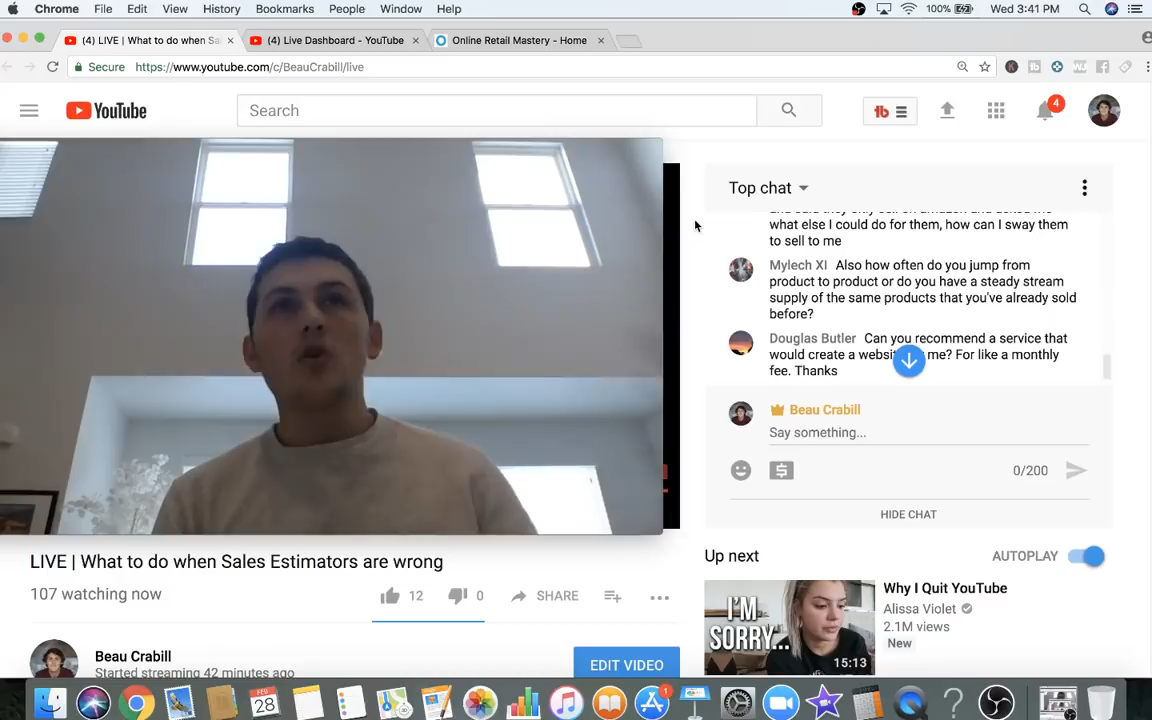 Chrome File Edit View History Bookmarks People Window Help 100% Wed 3:41 PM
(4) LIVE | What to do when Sa
(4) Live Dashboard - YouTube
Online Retail Mastery - Home
Secure https://www.youtube.com/c/BeauCrabill/live
YouTube
Search
tb
4
Top chat
what else I could do for them, how can I sway them
to sell to me
Mylech XI Also how often do you jump from
product to product or do you have a steady stream
supply of the same products that you've already sold
before?
Douglas Butler Can you recommend a service that
would create a me? For like a monthly
fee. Thanks
Beau Crabill
Say something...
0/200
HIDE CHAT
LIVE | What to do when Sales Estimators are wrong
107 watching now
12 0 SHARE
Beau Crabill
Started streaming 42 minutes ago
EDIT VIDEO
Up next
AUTOPLAY
I'M
SORRY...
15:13
Why I Quit YouTube
Alissa Violet
2.1M views
New
FEB
28
1